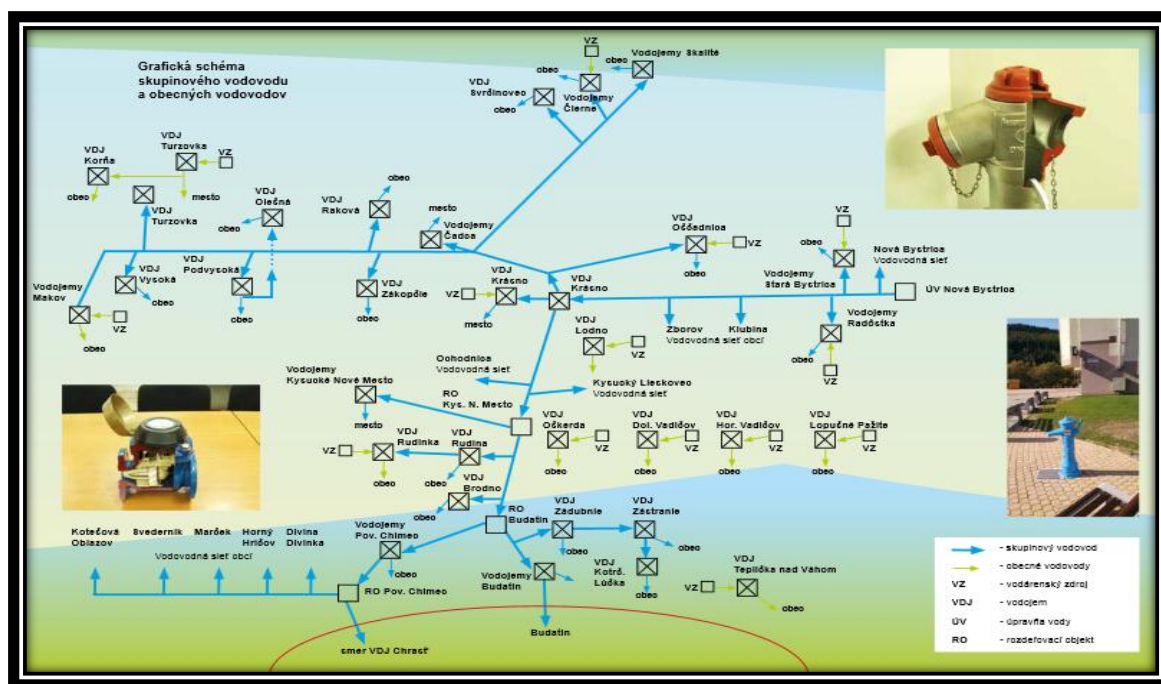 Grafická schéma
skupinového vodovodu
a obecných vodovodov
VZ
Vodojemy Skalité
obec
VDJ
Svrčinovec
obec
obec
Vodojemy
Čierne
VDJ
Turzovka
VZ
VDJ
Korňa
obec
mesto
VDJ
Turzovka
VDJ
Olešná
obec
VDJ
Raková
obec
mesto
Vodojemy
Čadca
VDJ
Oščadnica
VZ
obec
VZ
obec
Vodojemy
Stará Bystrica
Nová Bystrica
Vodovodná sieť
ÚV Nová Bystrica
Vodojemy
Makov
VZ
obec
VDJ
Vysoká
obec
VDJ
Podvysoká
obec
VDJ
Zákopčie
obec
VDJ
Krásno
VZ
mesto
VDJ
Krásno
VDJ
Lodno
VZ
obec
Zborov
Klubina
Vodovodná sieť obcí
Vodojemy
Radôstka
obec
VZ
Ochodnica
Vodovodná sieť
Kysucký Lieskovec
Vodovodná sieť
Vodojemy
Kysucké Nové Mesto
mesto
RO
Kys. N. Mesto
VDJ
Rudinka
VZ
obec
VDJ
Rudina
obec
VDJ
Brodno
obec
VDJ
Oškerda
VZ
obec
VDJ
Dol. Vadičov
VZ
obec
VDJ
Hor. Vadičov
VZ
obec
VDJ
Lopušné Pažite
VZ
obec
RO
Budatín
VDJ
Zádubnie
obec
VDJ
Zástranie
obec
VDJ
Kotrč.
Lúčka
obec
Vodojemy
Budatín
Budatín
Vodojemy
Pov. Chlmec
obec
RO Pov. Chlmec
smer VDJ Chrasť
Kotešová
Oblazov
Svederník
Maršek
Horný
Hričov
Divina
Divinka
Vodovodná sieť obcí
VDJ
Teplička nad Váhom
VZ
obec
- skupinový vodovod
- obecné vodovody
VZ - vodárenský zdroj
VDJ - vodojem
ÚV - úpravňa vody
RO - rozdeľovací objekt